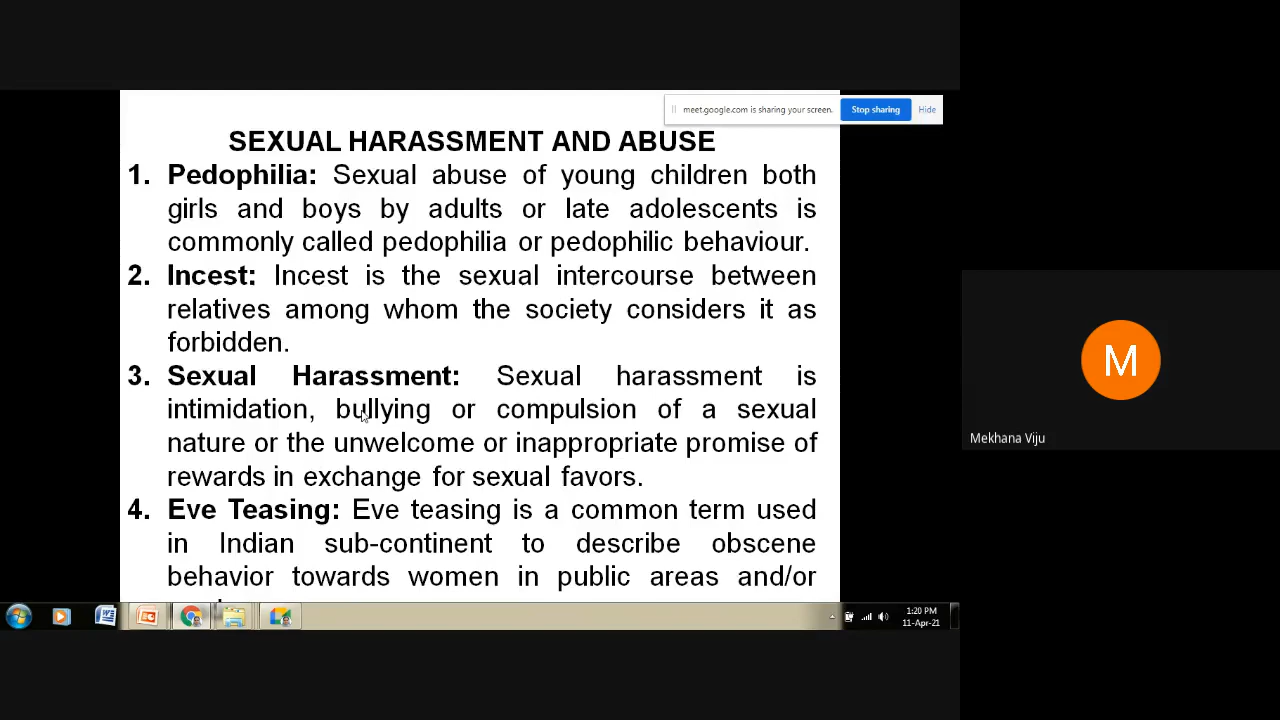 meet.google.com is sharing your screen.
Stop sharing
Hide
SEXUAL HARASSMENT AND ABUSE
1. Pedophilia: Sexual abuse of young children both
girls and boys by adults or late adolescents is
commonly called pedophilia or pedophilic behaviour.
2. Incest: Incest is the sexual intercourse between
relatives among whom the society considers it as
forbidden.
3. Sexual Harassment: Sexual harassment is
intimidation, bullying or compulsion of a sexual
nature or the unwelcome or inappropriate promise of
rewards in exchange for sexual favors.
4. Eve Teasing: Eve teasing is a common term used
in Indian sub-continent to describe obscene
behavior towards women in public areas and/or
M
Mekhana Viju
1:20 PM
11-Apr-21